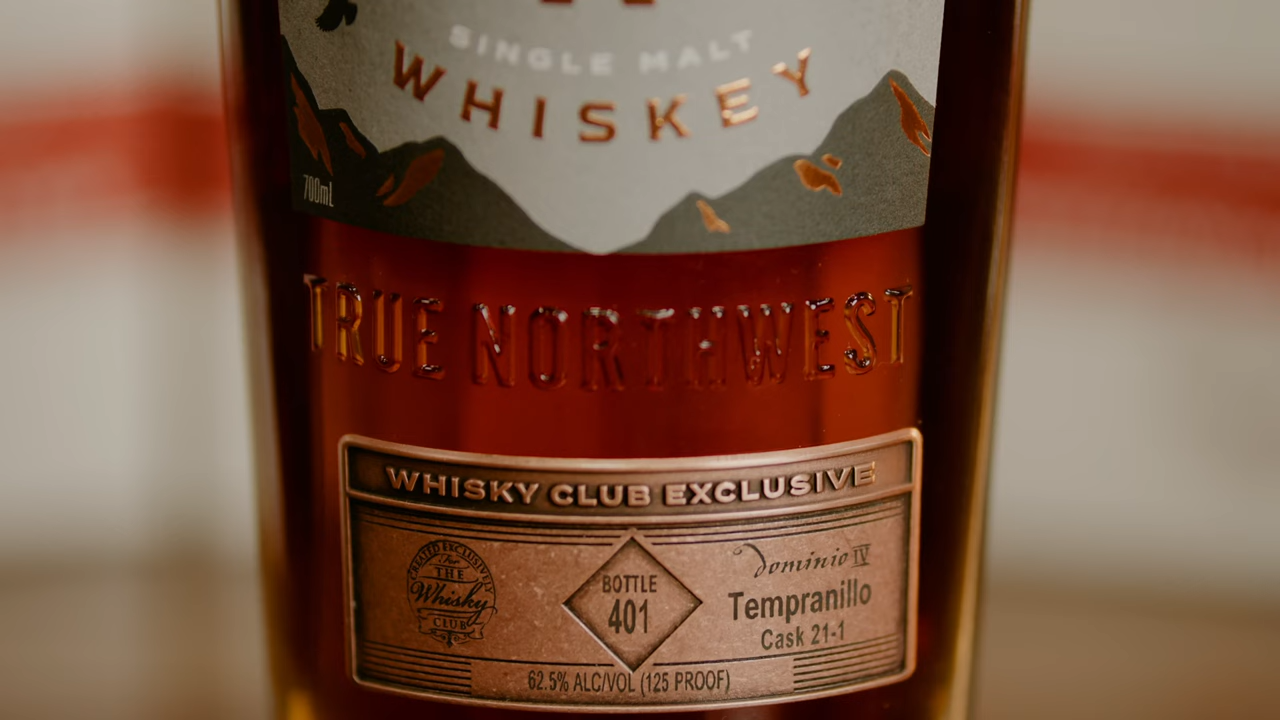 SINGLE MALT
WHISKEY
700mL
TRUE NORTHWEST
WHISKY CLUB EXCLUSIVE
CREATED EXCLUSIVELY
For
THE
Whisky
CLUB
BOTTLE
401
dominio IV
Tempranillo
Cask 21-1
62.5% ALC/VOL (125 PROOF)